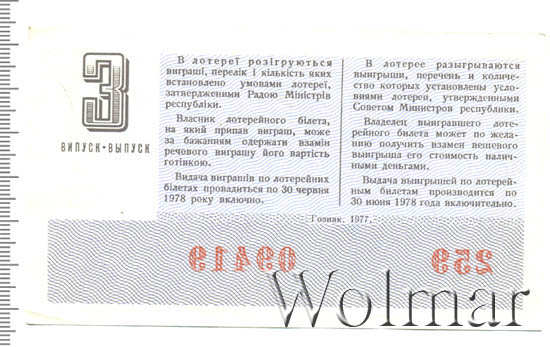 3
ВИПУСК • ВЫПУСК
В лотереї розігруються
виграші, перелік і кількість яких
встановлено умовами лотереї,
затвердженими Радою Міністрів
республіки.
Власник лотерейного білета,
на який припав виграш, може
за бажанням одержати взамін
речового виграшу його вартість
готівкою.
Видача виграшів по лотерейних
білетах провадиться по 30 червня
1978 року включно.
В лотерее разыгрываются
выигрыши, перечень и количе-
ство которых установлены усло-
виями лотереи, утвержденными
Советом Министров республики.
Владелец выигравшего лоте-
рейного билета может по жела-
нию получить взамен вещевого
выигрыша его стоимость налич-
ными деньгами.
Выдача выигрышей по лотерей-
ным билетам производится по
30 июня 1978 года включительно.
Гознак. 1977.
09419
259
Wolmar